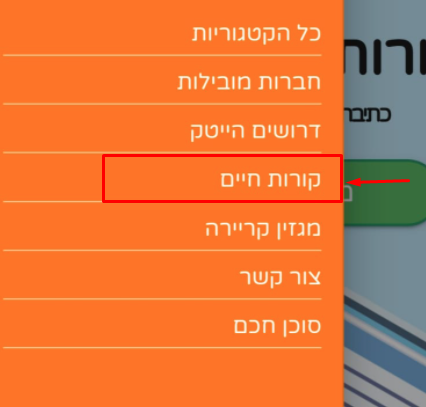 כל הקטגוריות
חברות מובילות
דרושים הייטק
קורות חיים
מגזין קריירה
צור קשר
סוכן חכם